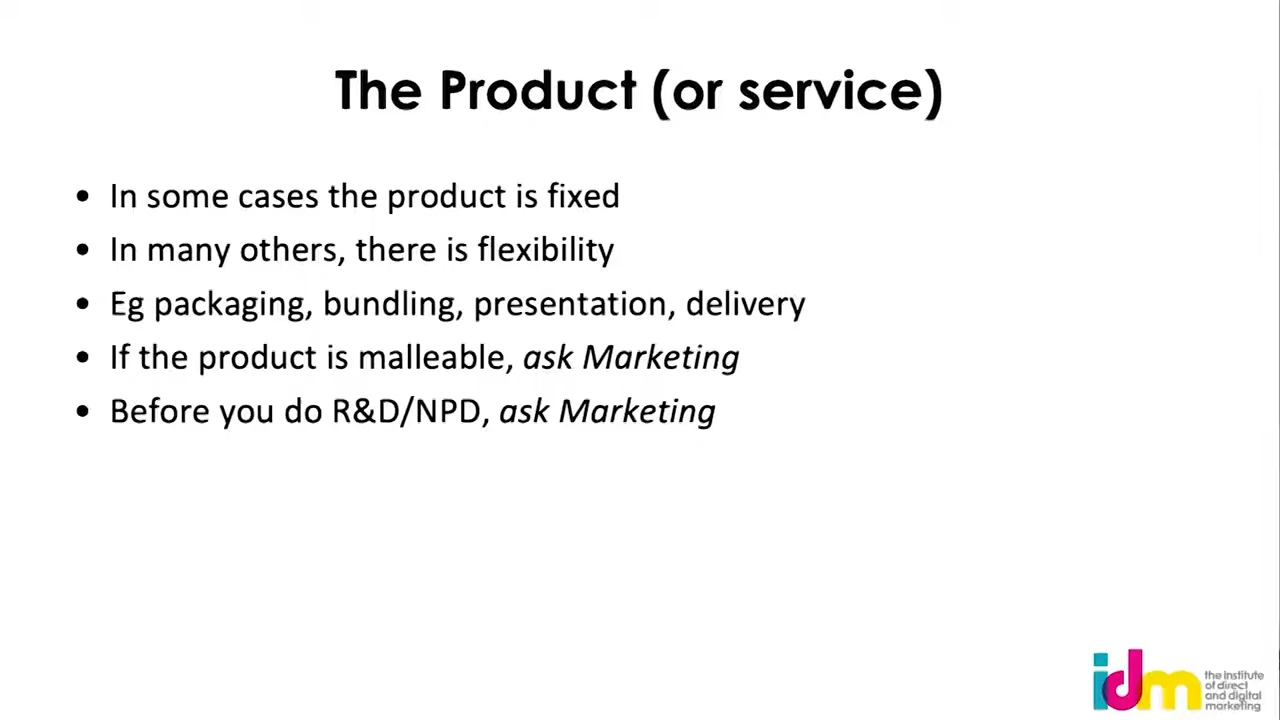 The Product (or service)
• In some cases the product is fixed
• In many others, there is flexibility
• Eg packaging, bundling, presentation, delivery
• If the product is malleable, ask Marketing
• Before you do R&D/NPD, ask Marketing
idm
the institute
of direct
and digital
marketing